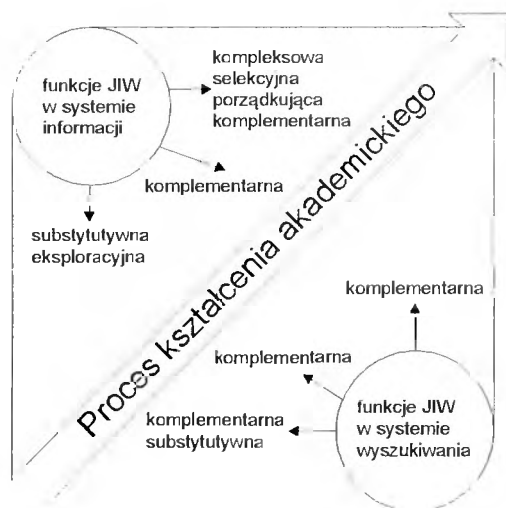 funkcje JIW
w systemie
informacji
kompleksowa
selekcyjna
porządkująca
komplementarna
komplementarna
substytutywna
eksploracyjna
Proces kształcenia akademickiego
komplementarna
komplementarna
komplementarna
substytutywna
funkcje JIW
w systemie
wyszukiwania